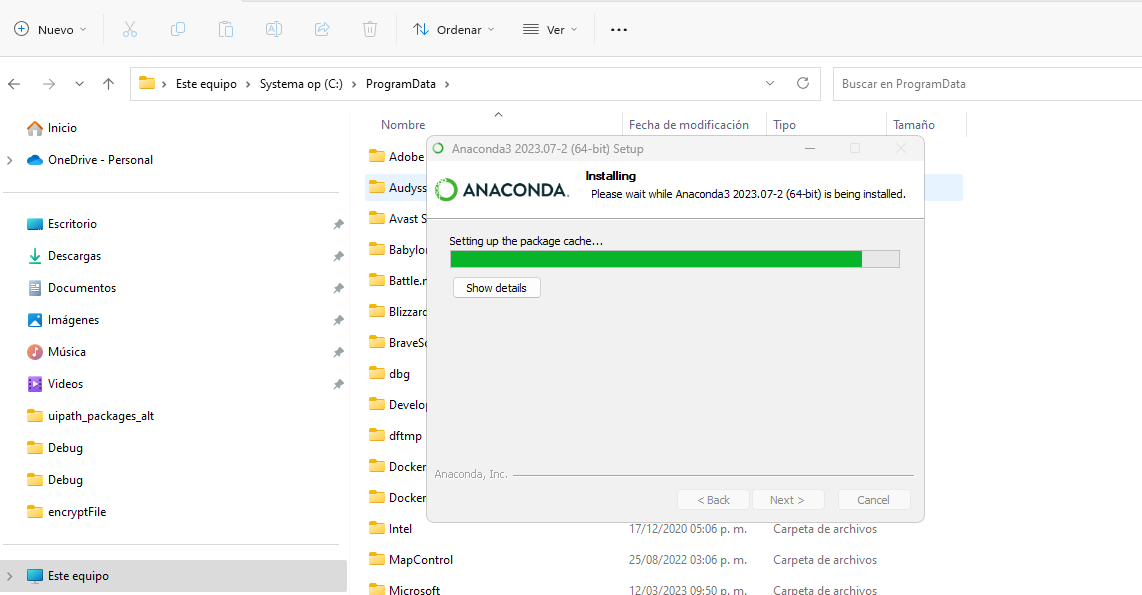 Nuevo
Ordenar
Ver
Este equipo
Systema op (C:)
ProgramData
Buscar en ProgramData
Inicio
OneDrive - Personal
Escritorio
Descargas
Documentos
Imágenes
Música
Videos
uipath_packages_alt
Debug
Debug
encryptFile
Este equipo
Nombre
Fecha de modificación
Tipo
Tamaño
Adobe
Audyss
Avast S
Babylo
Battle.n
Blizzard
BraveSo
dbg
Develo
dftmp
Docker
Docker
Intel 17/12/2020 05:06 p. m. Carpeta de archivos
MapControl 25/08/2022 03:06 p. m. Carpeta de archivos
Microsoft 12/03/2023 09:50 p. m. Carpeta de archivos
Anaconda3 2023.07-2 (64-bit) Setup
ANACONDA.
Installing
Please wait while Anaconda3 2023.07-2 (64-bit) is being installed.
Setting up the package cache...
Show details
Anaconda, Inc.
< Back
Next >
Cancel